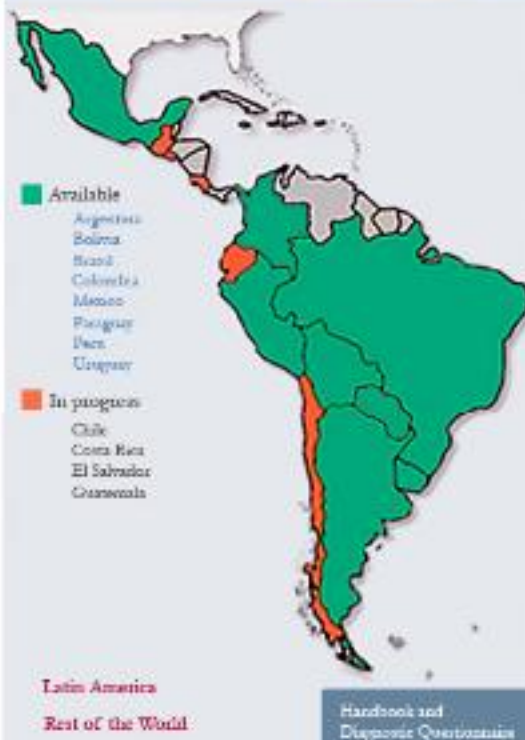 Available
Argentina
Bolivia
Brazil
Colombia
Mexico
Paguay
Peru
Uruguay
In progress
Chile
Costa Rica
El Salvador
Guatemala
Latin America
Rest of the World
Handbook and
Diagnostic Questionnaire